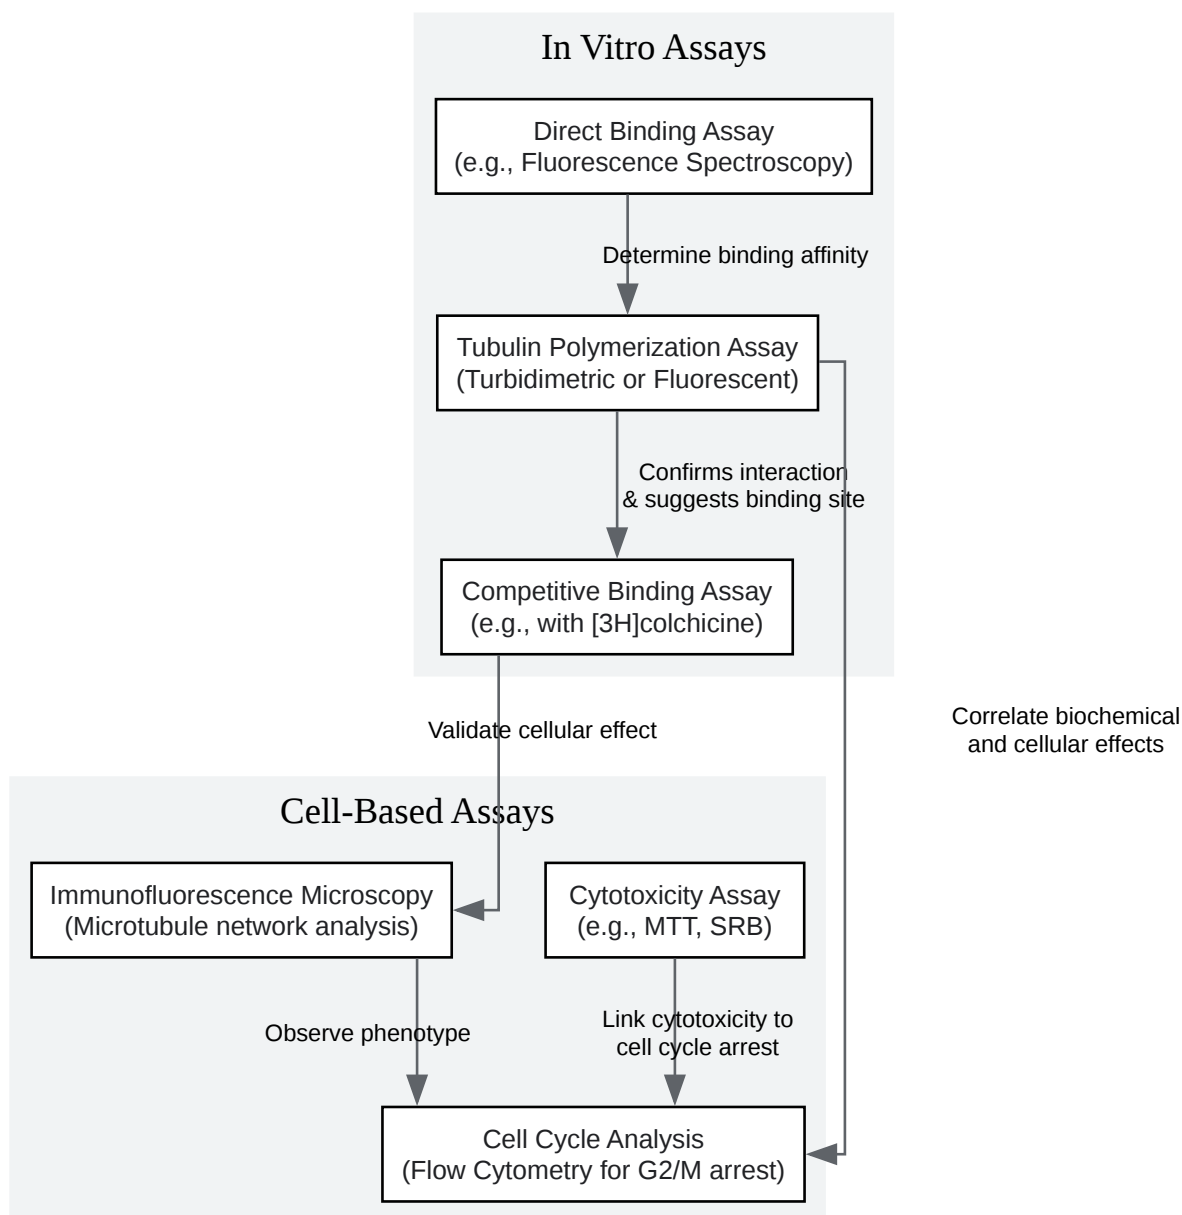 In Vitro Assays
Direct Binding Assay
(e.g., Fluorescence Spectroscopy)
Determine binding affinity
Tubulin Polymerization Assay
(Turbidimetric or Fluorescent)
Confirms interaction
& suggests binding site
Competitive Binding Assay
(e.g., with [3H]colchicine)
Validate cellular effect
Correlate biochemical
and cellular effects
Cell-Based Assays
Immunofluorescence Microscopy
(Microtubule network analysis)
Cytotoxicity Assay
(e.g., MTT, SRB)
Observe phenotype
Link cytotoxicity to
cell cycle arrest
Cell Cycle Analysis
(Flow Cytometry for G2/M arrest)